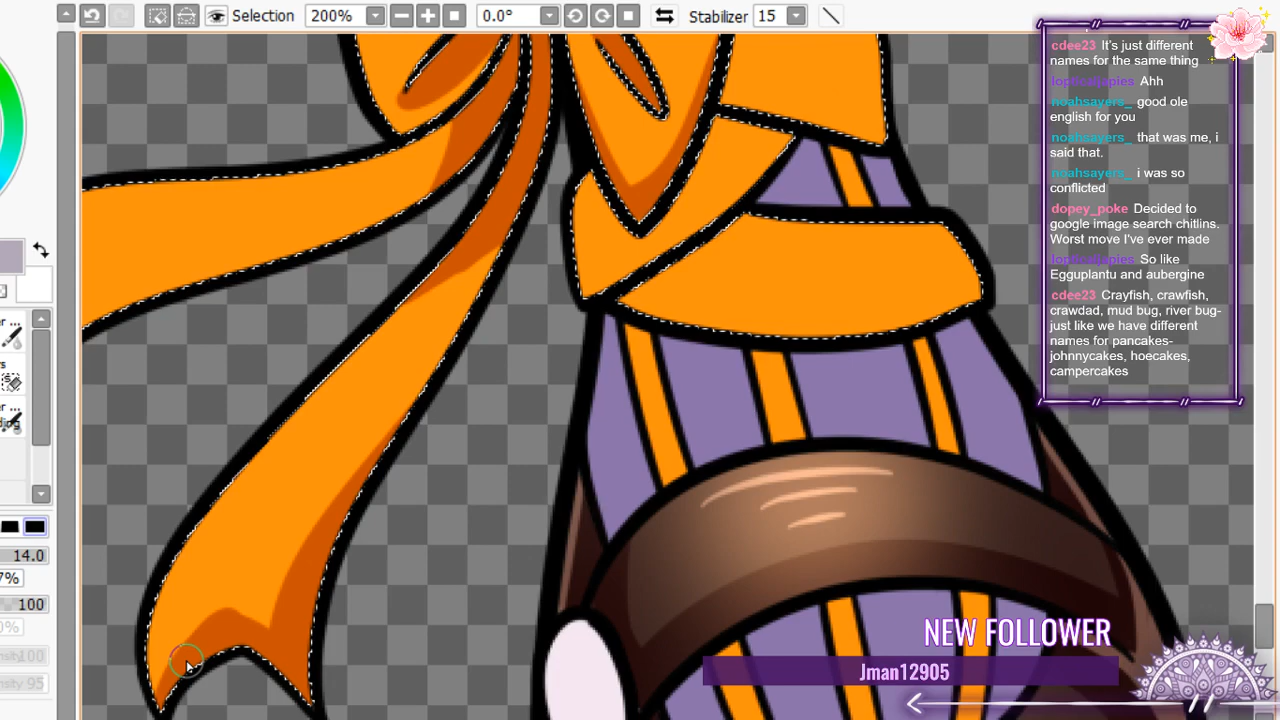 Selection 200% 0.0° Stabilizer 15
cdee23 It's just different
names for the same thing
Ahh
noahsayers_ good ole
english for you
noahsayers_ that was me, i
said that.
noahsayers_ i was so
conflicted
dopey_poke Decided to
google image search chitlins.
Worst move I've ever made
So like
Egguplantu and aubergine
cdee23 Crayfish, crawfish,
crawdad, mud bug, river bug-
just like we have different
names for pancakes-
johnnycakes, hoecakes,
campercakes
14.0
100
NEW FOLLOWER
Jman12905